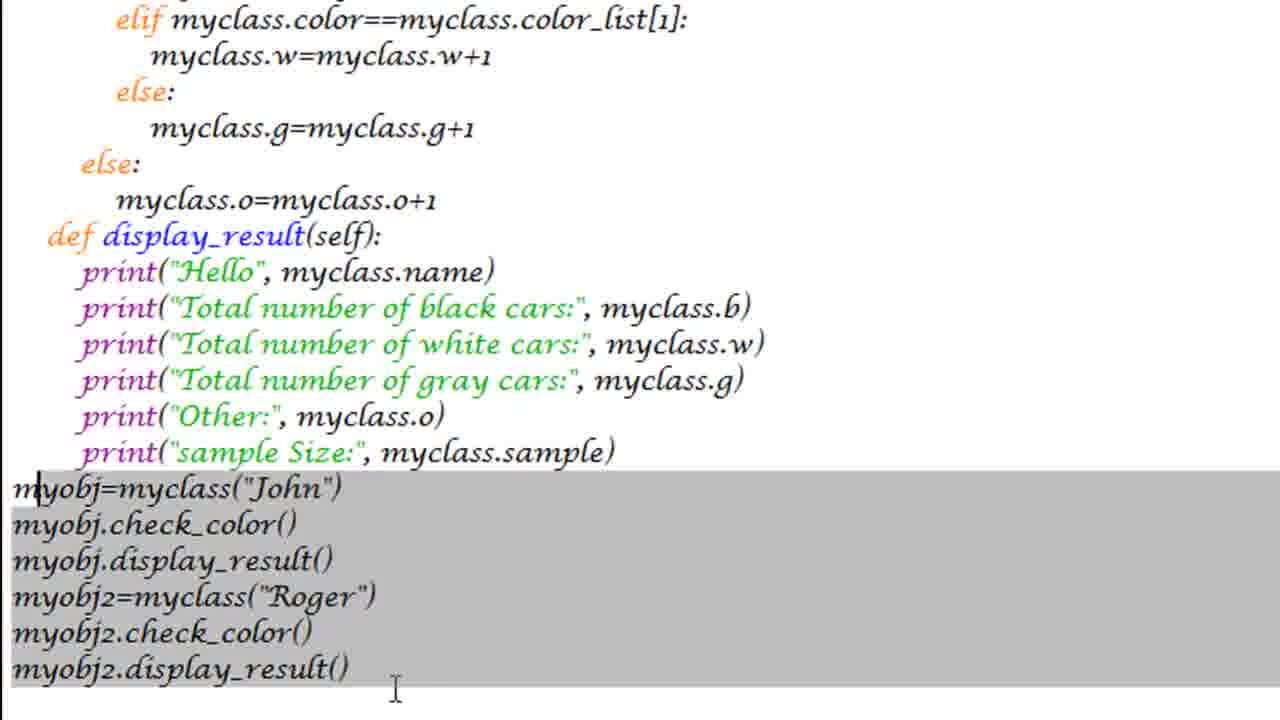 elif myclass.color==myclass.color_list[1]:
myclass.w=myclass.w+1
else:
myclass.g=myclass.g+1
else:
myclass.o=myclass.o+1
def display_result(self):
print("Hello", myclass.name)
print("Total number of black cars:", myclass.b)
print("Total number of white cars:", myclass.w)
print("Total number of gray cars:", myclass.g)
print("Other:", myclass.o)
print("sample Size:", myclass.sample)
myobj=myclass("John")
myobj.check_color()
myobj.display_result()
myobj2=myclass("Roger")
myobj2.check_color()
myobj2.display_result()